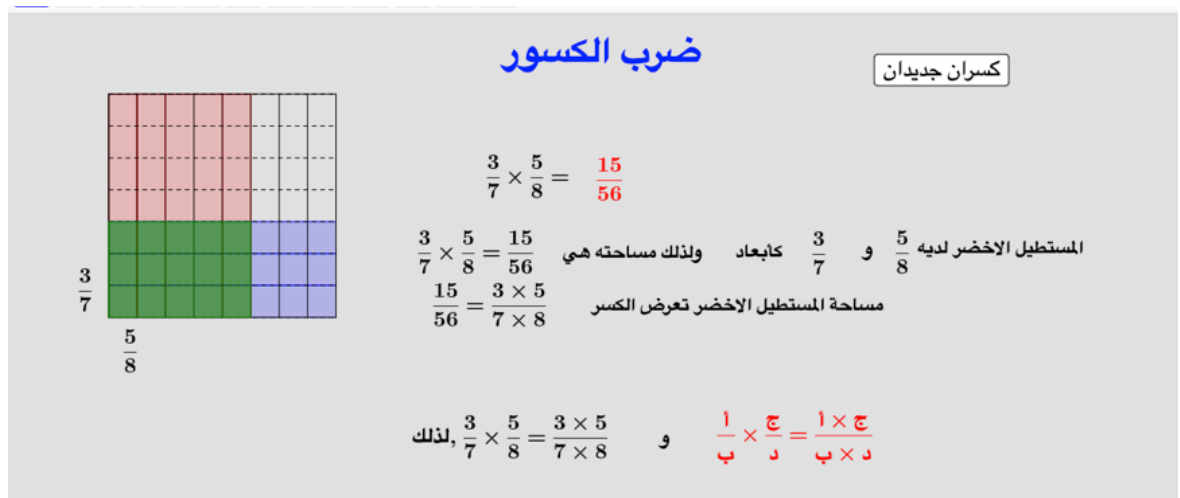 ضرب الكسور
كسران جديدان
3/7 × 5/8 = 15/56
المستطيل الاخضر لديه 5/8 و 3/7 كأبعاد ولذلك مساحته هي 3/7 × 5/8 = 15/56
مساحة المستطيل الاخضر تعرض الكسر 15/56 = (3 × 5)/(7 × 8)
3/7
5/8
لذلك, 3/7 × 5/8 = (3 × 5)/(7 × 8) و أ/ب × ج/د = (أ × ج)/(ب × د)